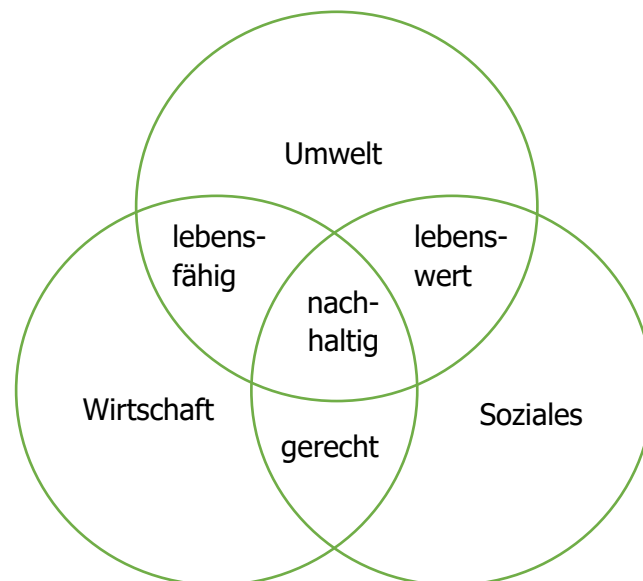 Umwelt
lebens-
fähig
lebens-
wert
nach-
haltig
Wirtschaft
Soziales
gerecht